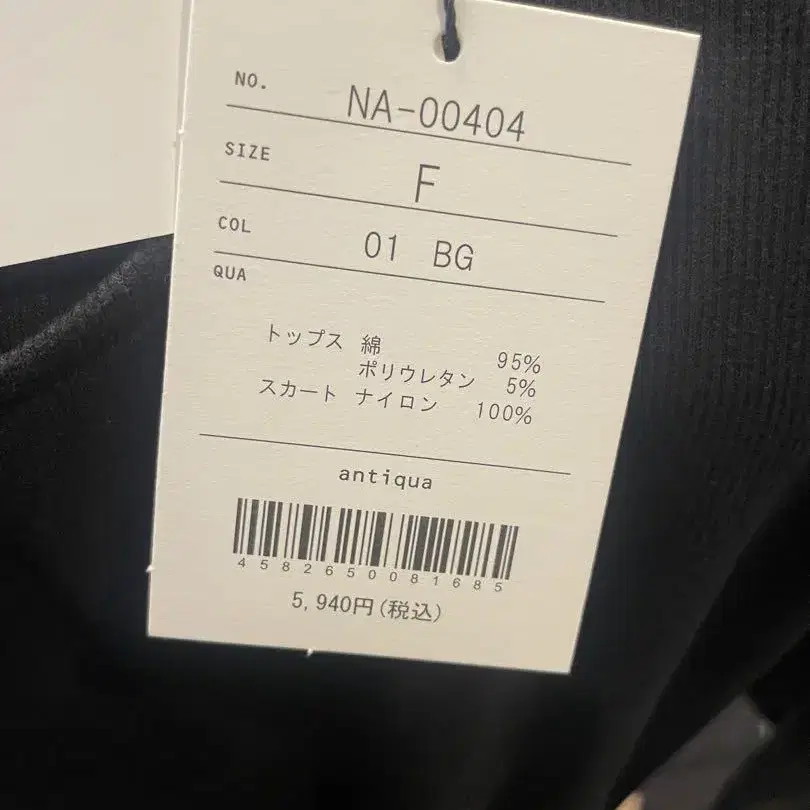 NO. NA-00404
SIZE F
COL 01 BG
QUA
トップス 綿 95%
ポリウレタン 5%
スカート ナイロン 100%
antiqua
4582650081685
5,940円(税込)